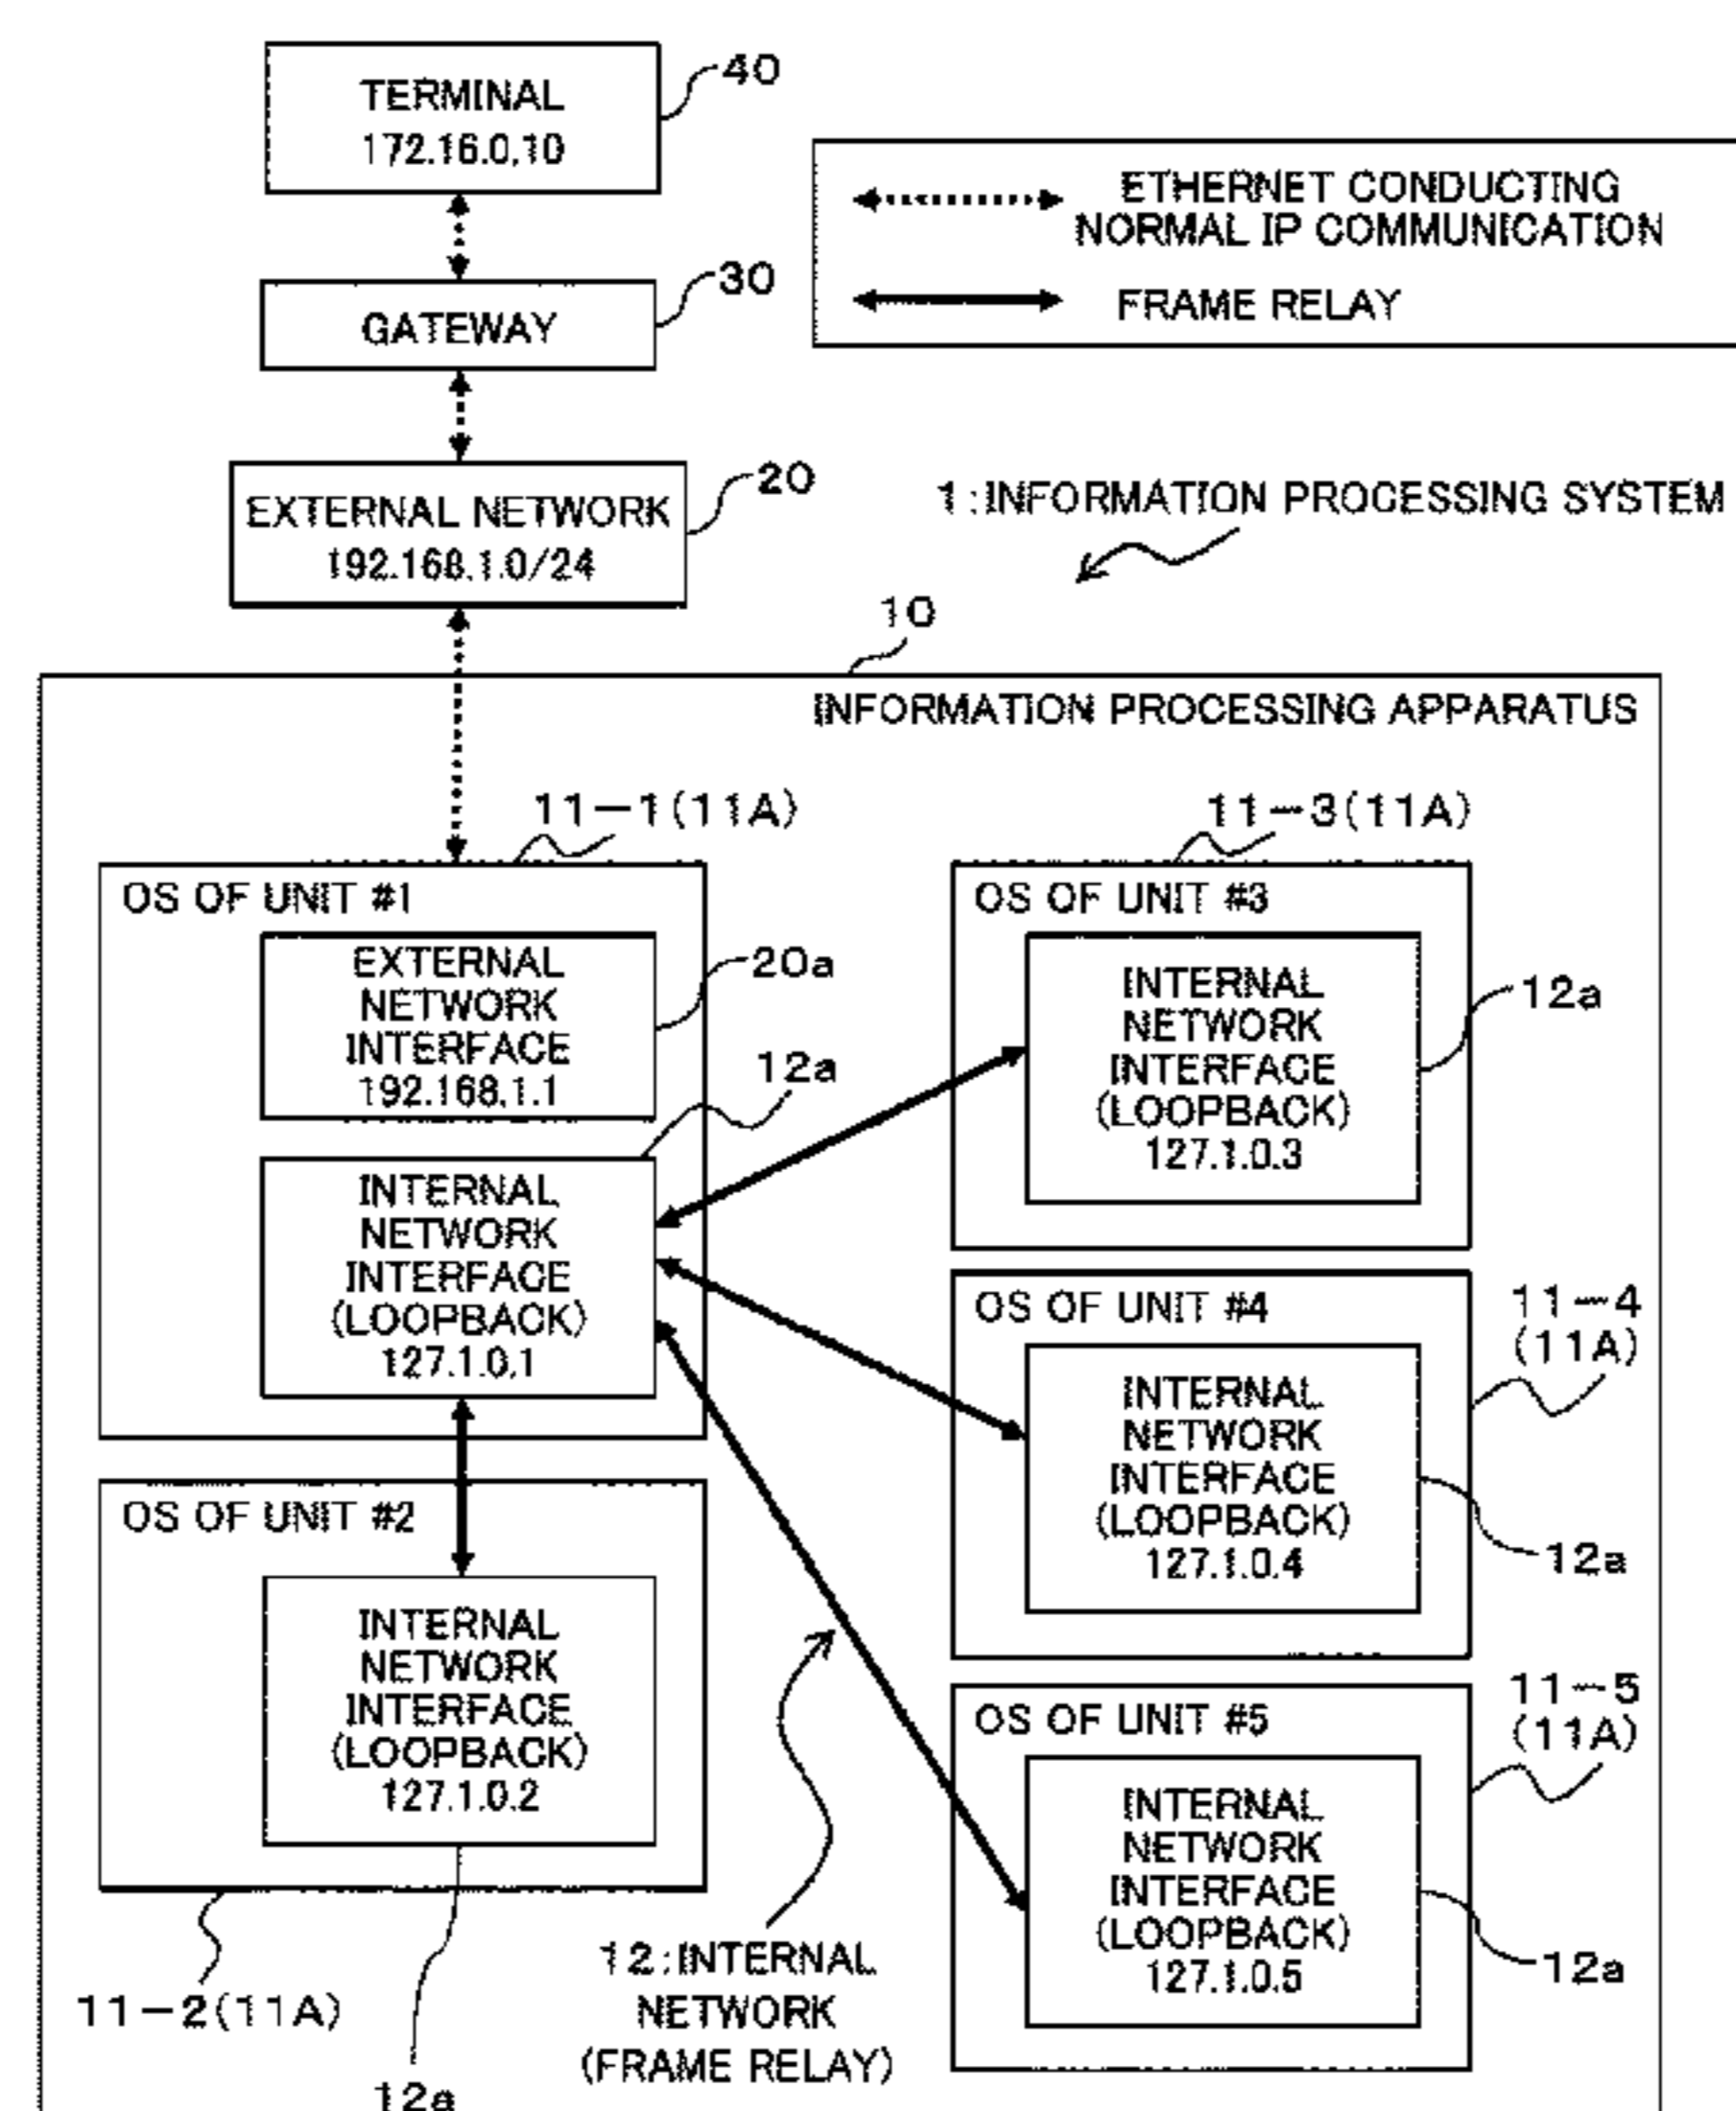 TERMINAL
172.16.0.10
40
ETHERNET CONDUCTING
NORMAL IP COMMUNICATION
FRAME RELAY
GATEWAY
30
EXTERNAL NETWORK
192.168.1.0/24
20
1:INFORMATION PROCESSING SYSTEM
10
INFORMATION PROCESSING APPARATUS
11-1(11A)
OS OF UNIT #1
EXTERNAL
NETWORK
INTERFACE
192.168.1.1
20a
12a
INTERNAL
NETWORK
INTERFACE
(LOOPBACK)
127.1.0.1
11-3(11A)
OS OF UNIT #3
INTERNAL
NETWORK
INTERFACE
(LOOPBACK)
127.1.0.3
12a
OS OF UNIT #4
INTERNAL
NETWORK
INTERFACE
(LOOPBACK)
127.1.0.4
11-4
(11A)
12a
OS OF UNIT #2
INTERNAL
NETWORK
INTERFACE
(LOOPBACK)
127.1.0.2
11-2(11A)
12a
12:INTERNAL
NETWORK
(FRAME RELAY)
OS OF UNIT #5
INTERNAL
NETWORK
INTERFACE
(LOOPBACK)
127.1.0.5
11-5
(11A)
12a